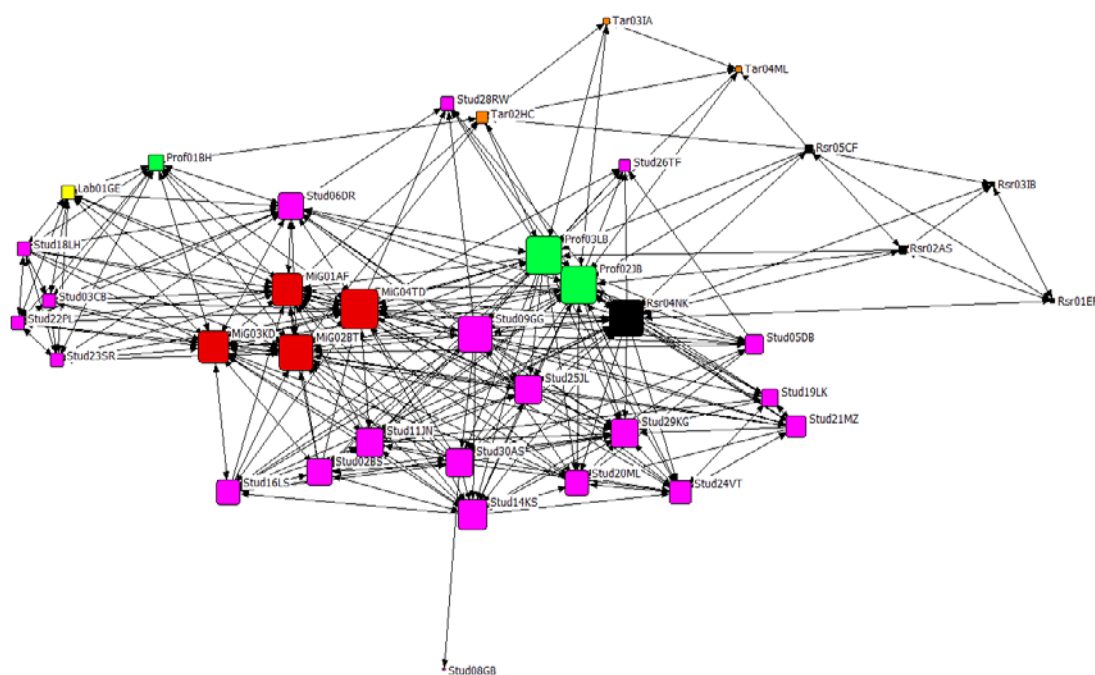 Tar03IA
Tar04ML
Stud28RW
Tar02HC
Rsr05CF
Prof01BH
Stud26TF
Rsr03IB
Lab01GE
Stud06DR
Stud18LH
Prof03LB
Rsr02AS
Prof02JB
MiG01AF
MiG04TD
Stud03CB
Rsr01EP
Rsr04NK
Stud22PL
Stud09GG
MiG03KD
MiG02BT
Stud05DB
Stud23SR
Stud25JL
Stud19LK
Stud21MZ
Stud11JN
Stud29KG
Stud30AS
Stud02BS
Stud20ML
Stud16LS
Stud24VT
Stud14KS
Stud08GB